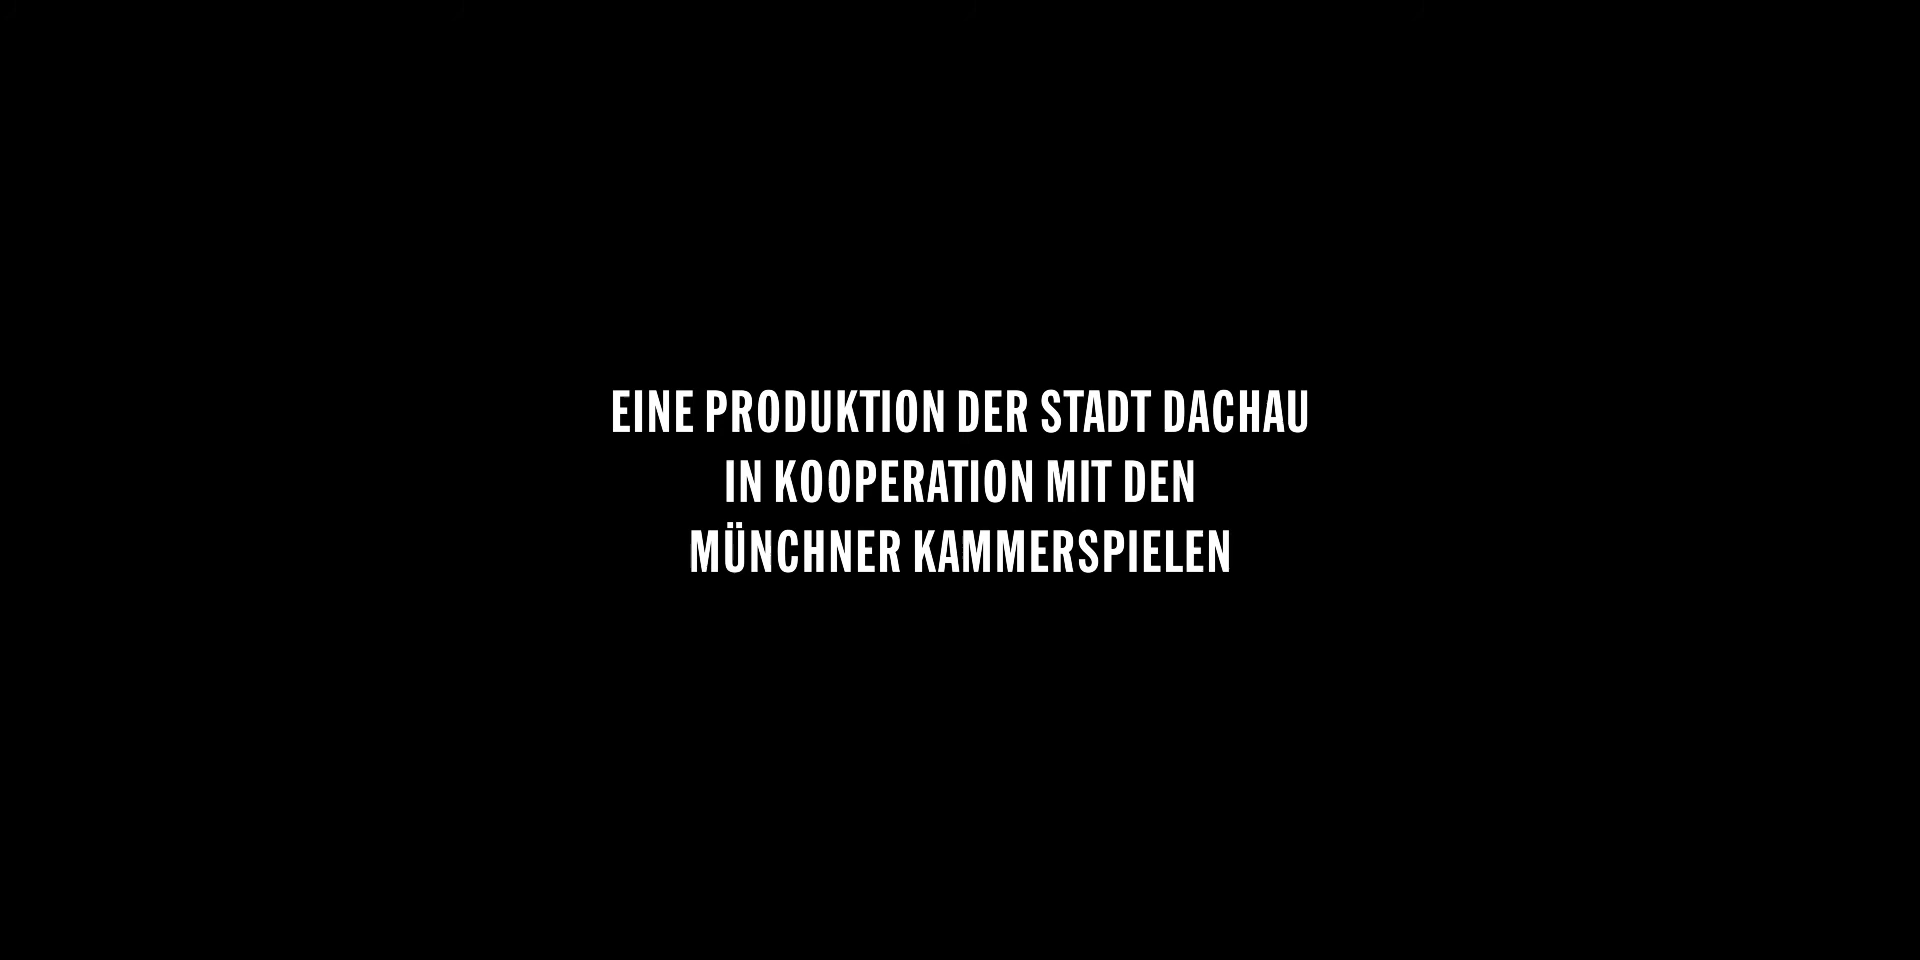 EINE PRODUKTION DER STADT DACHAU
IN KOOPERATION MIT DEN
MÜNCHNER KAMMERSPIELEN